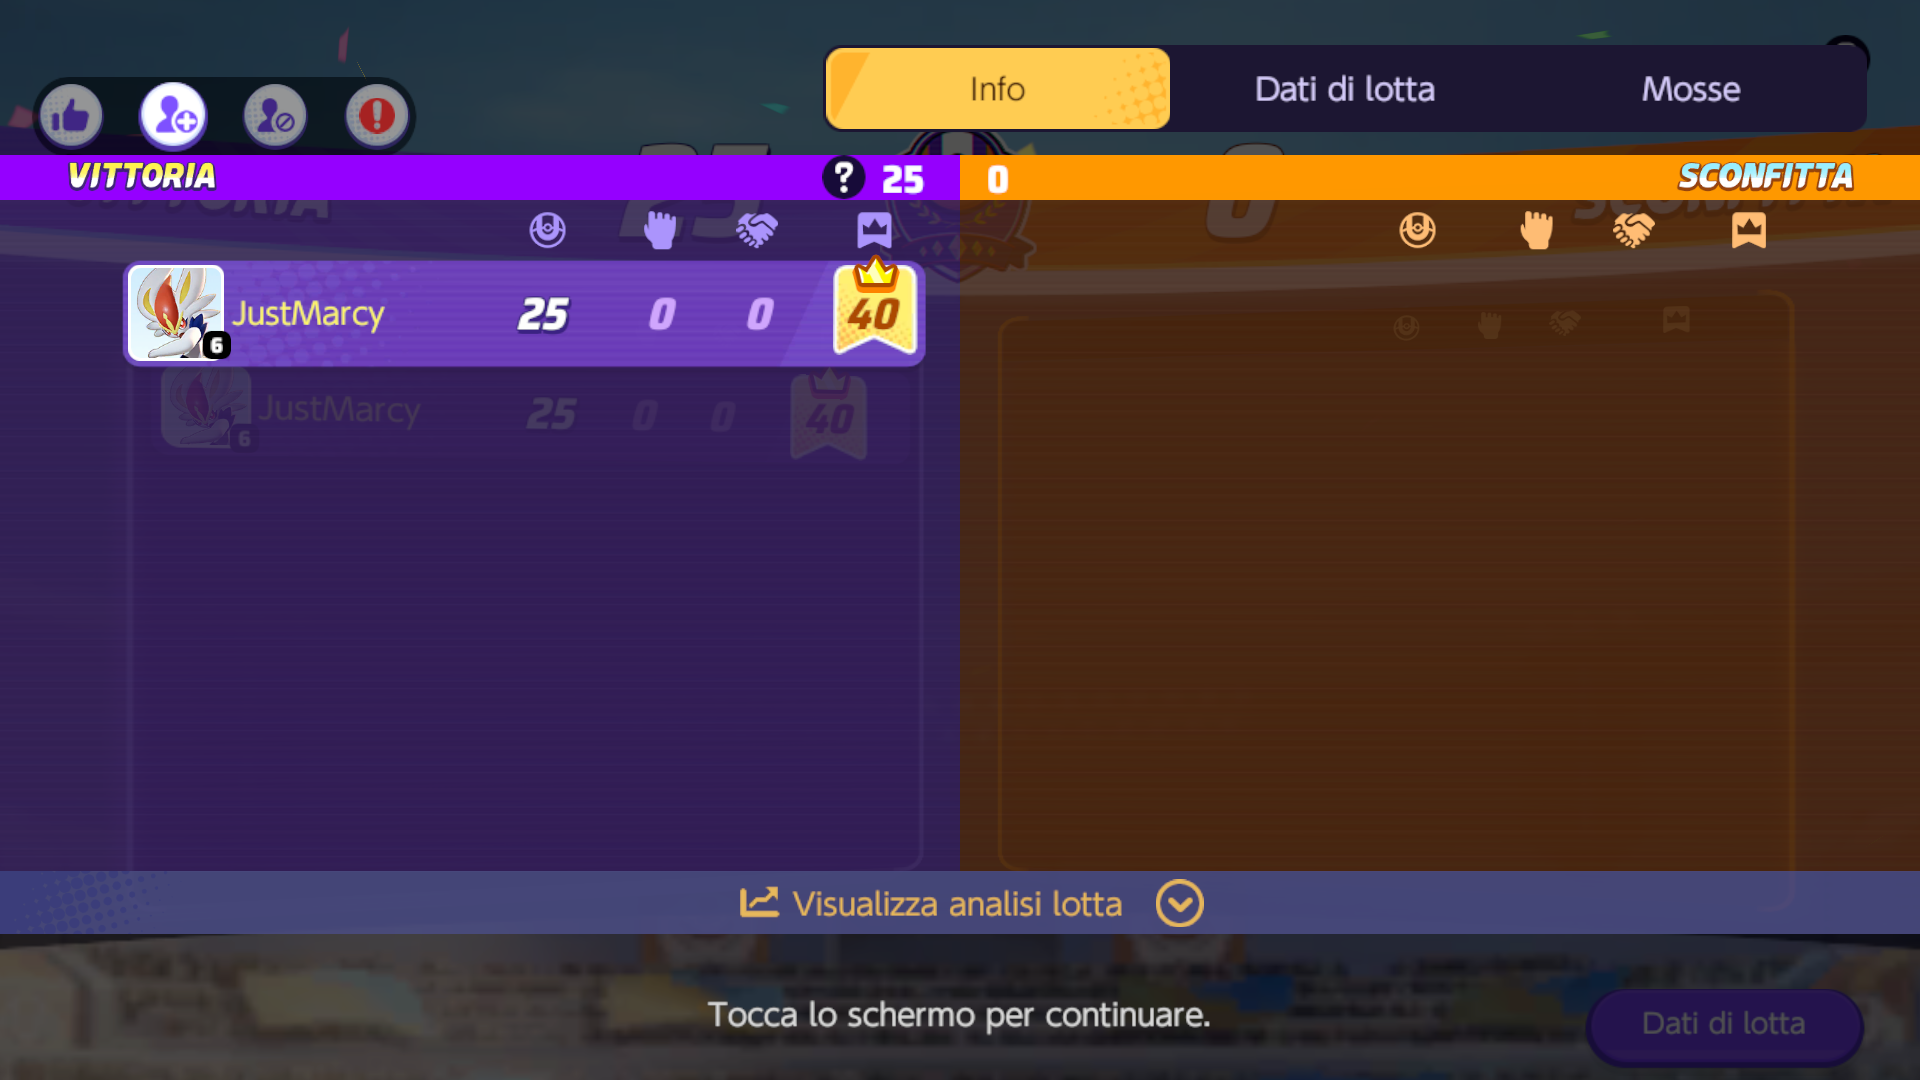 Info
Dati di lotta
Mosse
VITTORIA
? 25
0
SCONFITTA
JustMarcy
6
25
0
0
40
JustMarcy
6
25
0
0
40
Visualizza analisi lotta
Tocca lo schermo per continuare.
Dati di lotta